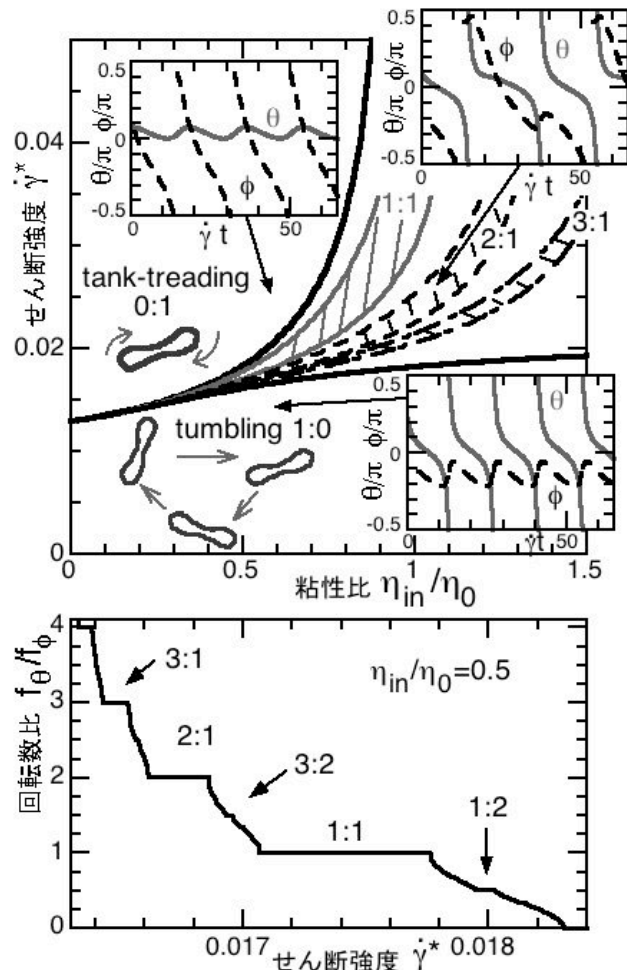 せん断強度 γ̇*
0.04
0.02
0
0
0.5
1.0
1.5
粘性比 η_in/η_0
θ/π ϕ/π
0.5
0
-0.5
0
50
γ̇ t
θ
ϕ
θ/π ϕ/π
0.5
0
-0.5
0
50
γ̇ t
ϕ
θ
1:1
2:1
3:1
tank-treading
0:1
tumbling 1:0
θ/π ϕ/π
0.5
0
-0.5
0
γ̇t 50
θ
ϕ
回転数比 f_θ/f_ϕ
4
3
2
1
0
3:1
η_in/η_0=0.5
2:1
3:2
1:1
1:2
0.017
0.018
せん断強度 γ̇*